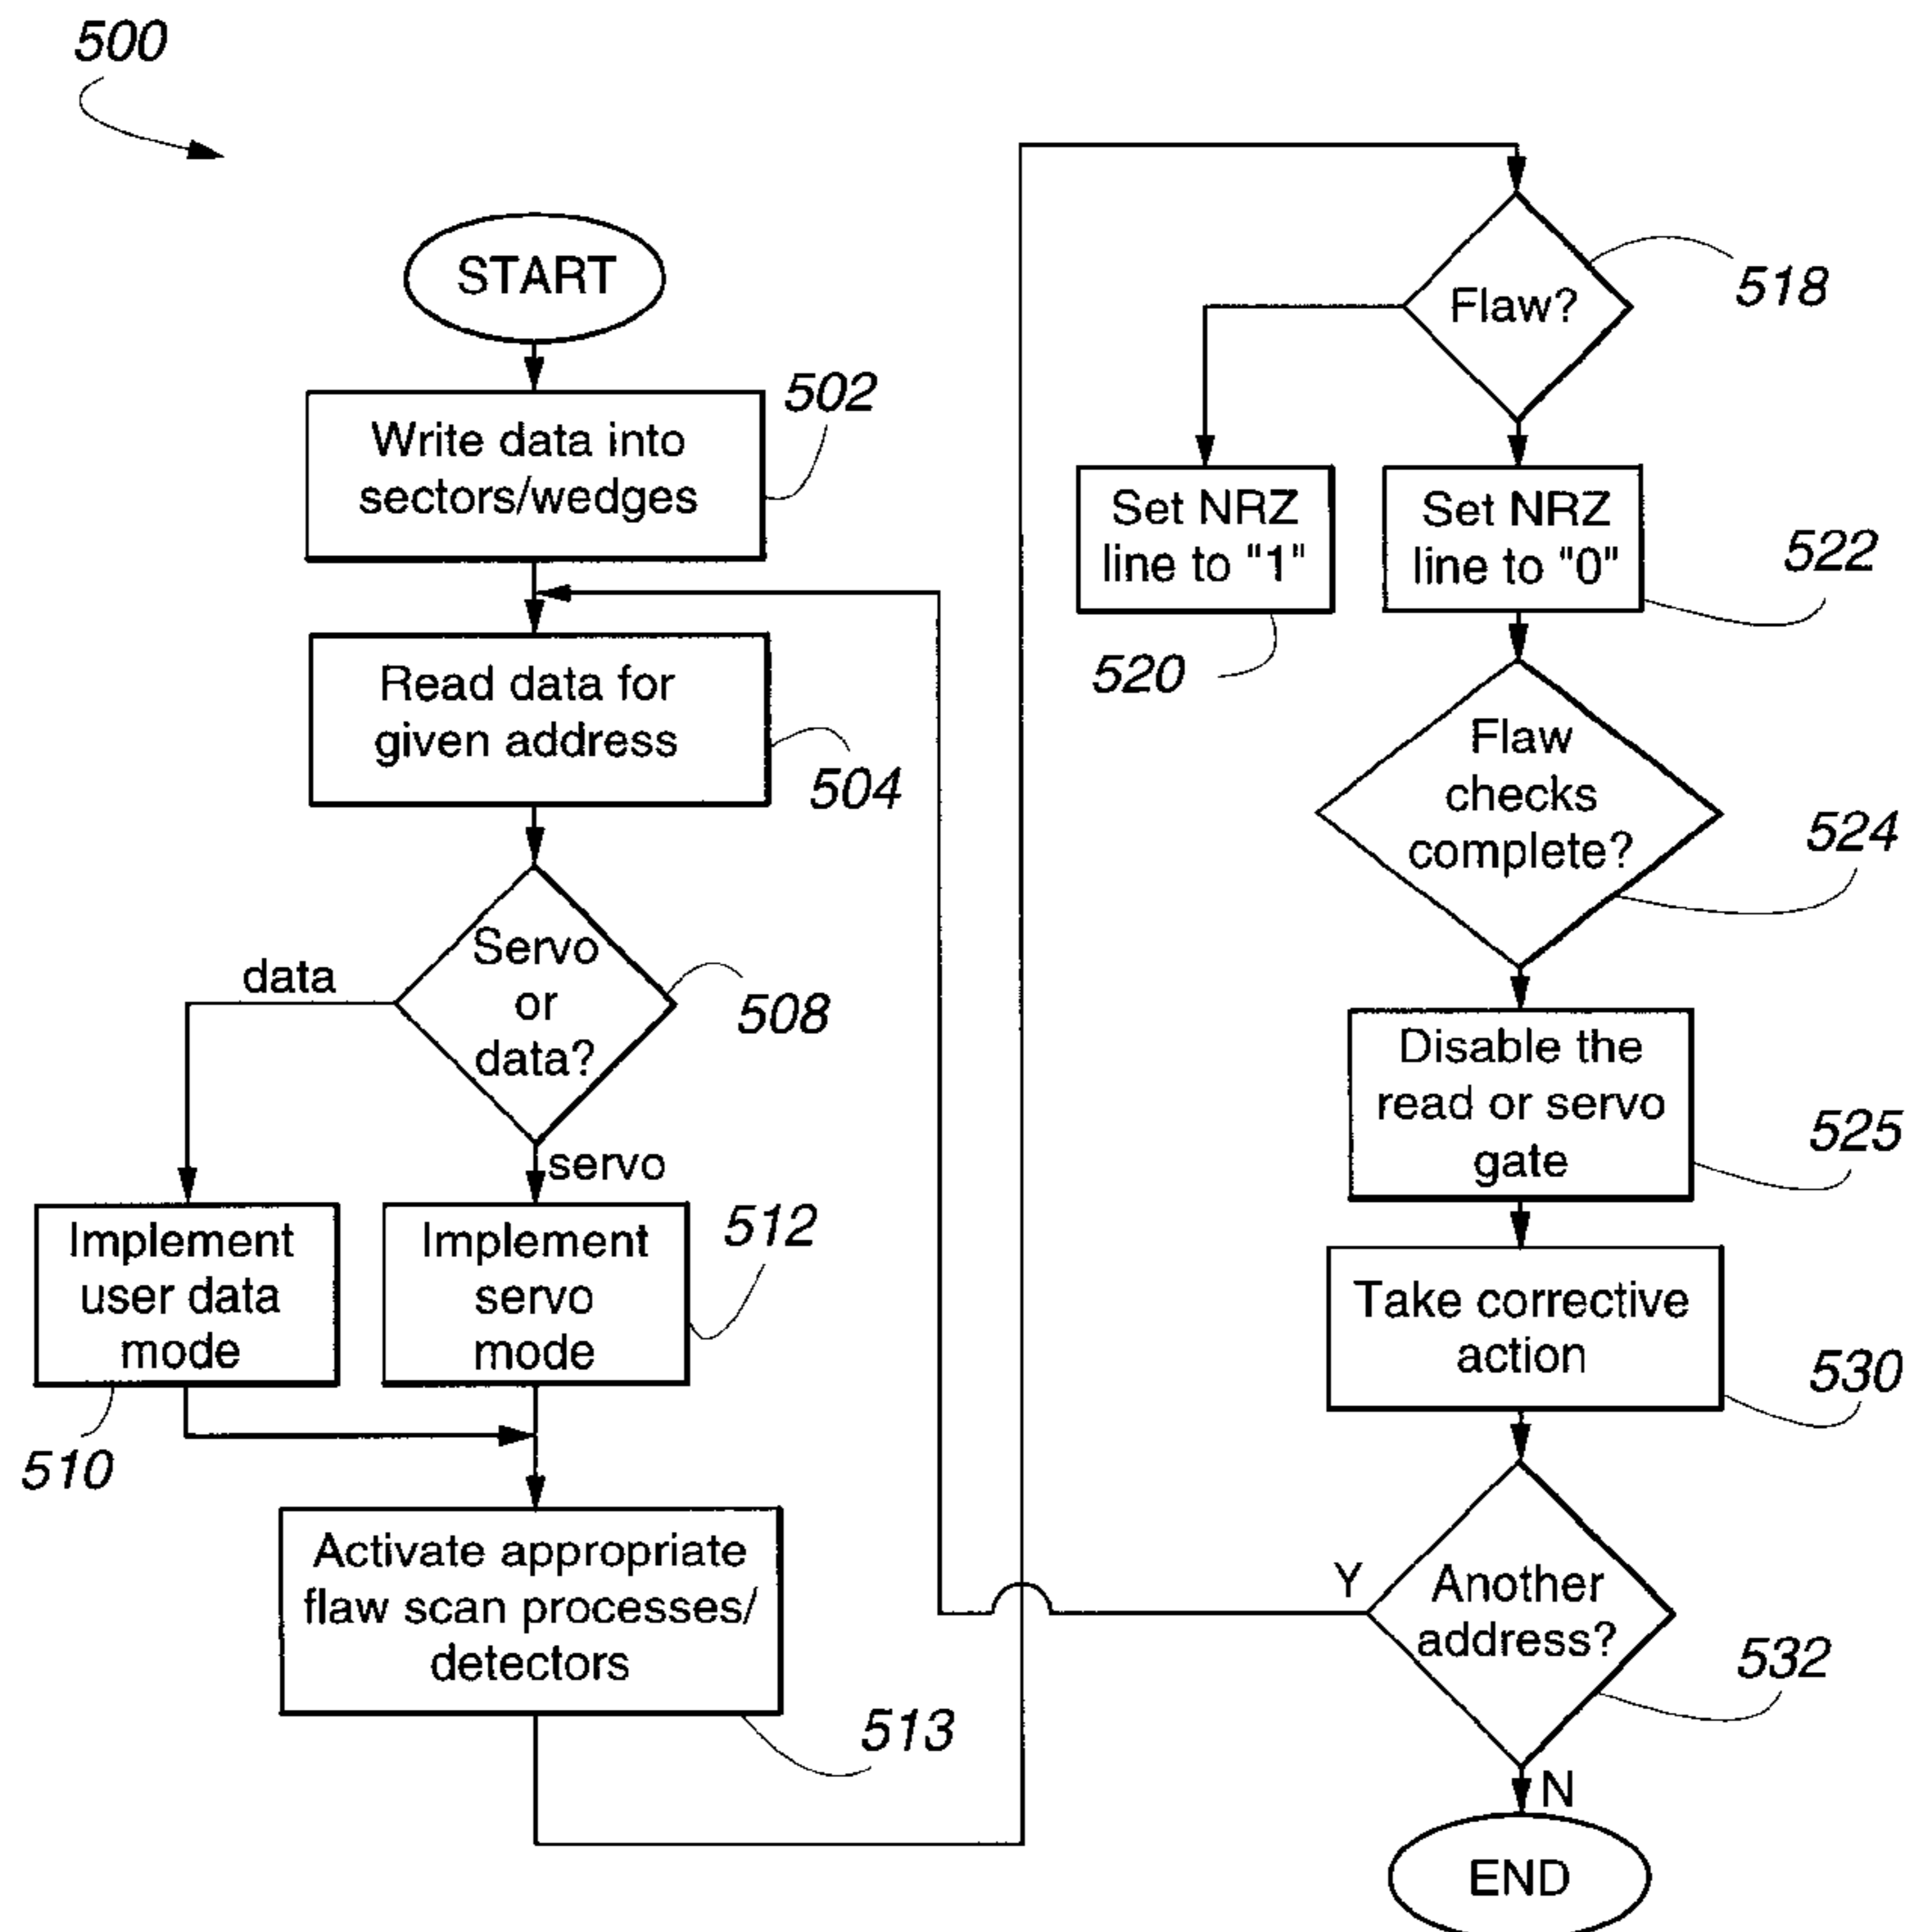 500
START
502
Write data into
sectors/wedges
Read data for
given address
504
Servo
or
data?
data
508
servo
Implement
user data
mode
510
Implement
servo
mode
512
Activate appropriate
flaw scan processes/
detectors
513
Flaw?
518
Set NRZ
line to "1"
520
Set NRZ
line to "0"
522
Flaw
checks
complete?
524
Disable the
read or servo
gate
525
Take corrective
action
530
Y
Another
address?
532
N
END